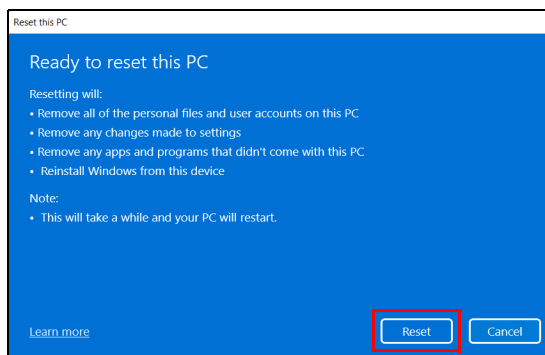 Reset this PC
Ready to reset this PC
Resetting will:
• Remove all of the personal files and user accounts on this PC
• Remove any changes made to settings
• Remove any apps and programs that didn't come with this PC
• Reinstall Windows from this device
Note:
• This will take a while and your PC will restart.
Learn more
Reset
Cancel